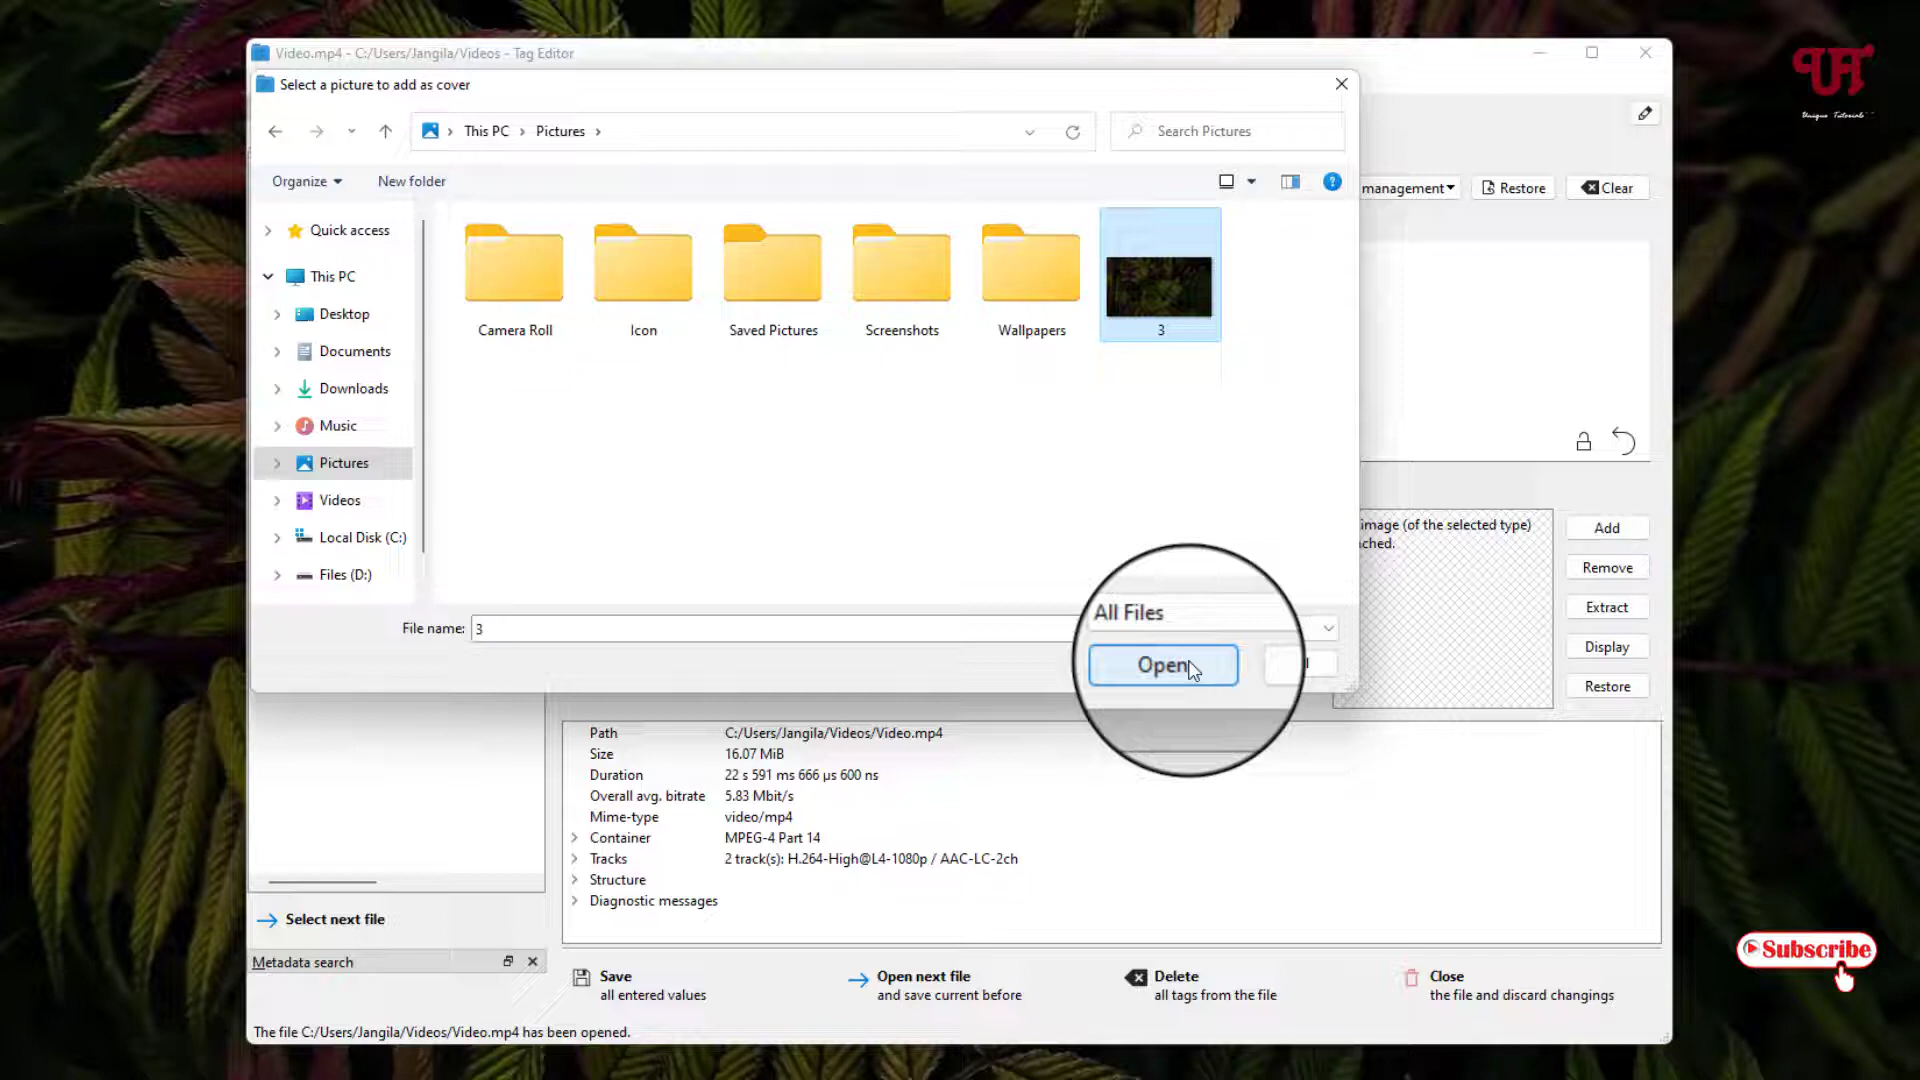 Video.mp4 - C:/Users/Jangila/Videos - Tag Editor
Select a picture to add as cover
This PC
Pictures
Search Pictures
Unique Tutorials
Organize
New folder
management
Restore
Clear
Quick access
This PC
Desktop
Documents
Downloads
Music
Pictures
Videos
Local Disk (C:)
Files (D:)
Camera Roll
Icon
Saved Pictures
Screenshots
Wallpapers
3
image (of the selected type)
ched.
Add
Remove
Extract
Display
Restore
File name: 3
All Files
Open
Path C:/Users/Jangila/Videos/Video.mp4
Size 16.07 MiB
Duration 22 s 591 ms 666 µs 600 ns
Overall avg. bitrate 5.83 Mbit/s
Mime-type video/mp4
Container MPEG-4 Part 14
Tracks 2 track(s): H.264-High@L4-1080p / AAC-LC-2ch
Structure
Diagnostic messages
Select next file
Metadata search
Save
all entered values
Open next file
and save current before
Delete
all tags from the file
Close
the file and discard changings
The file C:/Users/Jangila/Videos/Video.mp4 has been opened.
Subscribe